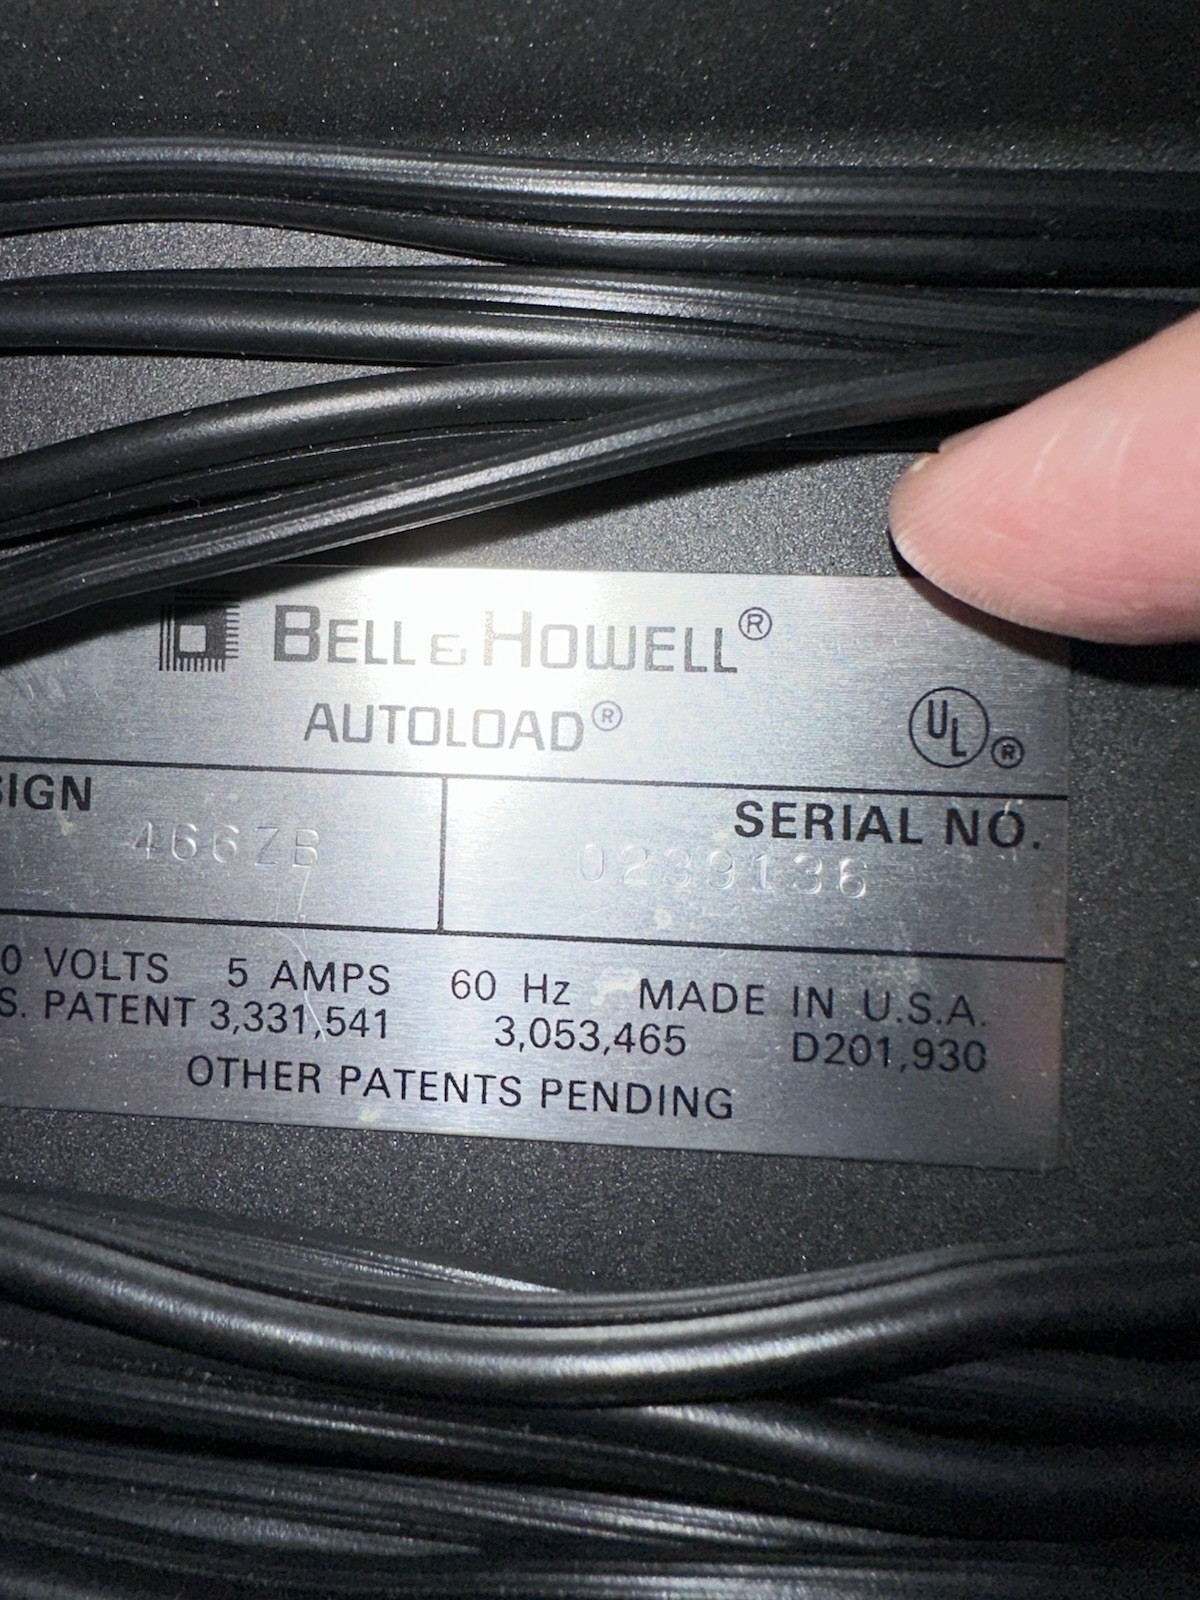 BELL & HOWELL®
AUTOLOAD®
UL®
SIGN
SERIAL NO.
466ZB
0239136
0 VOLTS 5 AMPS 60 Hz MADE IN U.S.A.
S. PATENT 3,331,541 3,053,465 D201,930
OTHER PATENTS PENDING